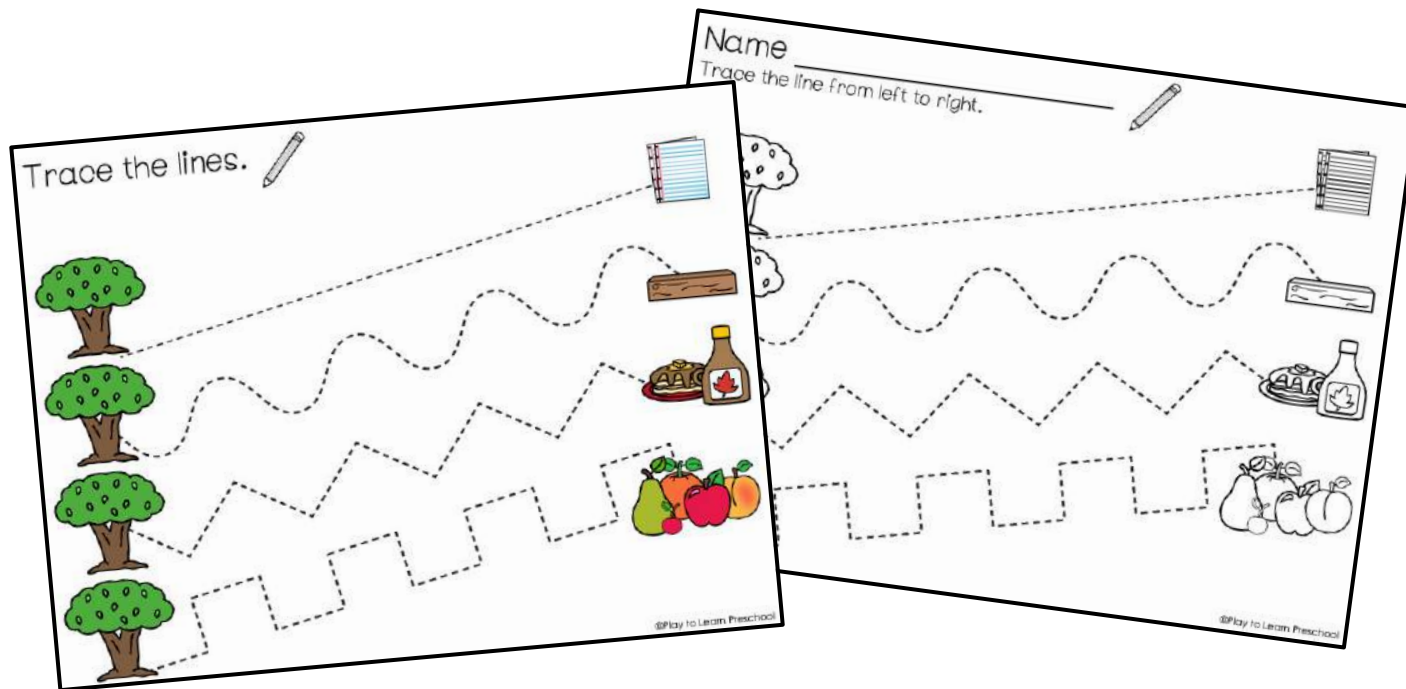 Trace the lines.
©Play to Learn Preschool
Name
Trace the line from left to right.
©Play to Learn Preschool